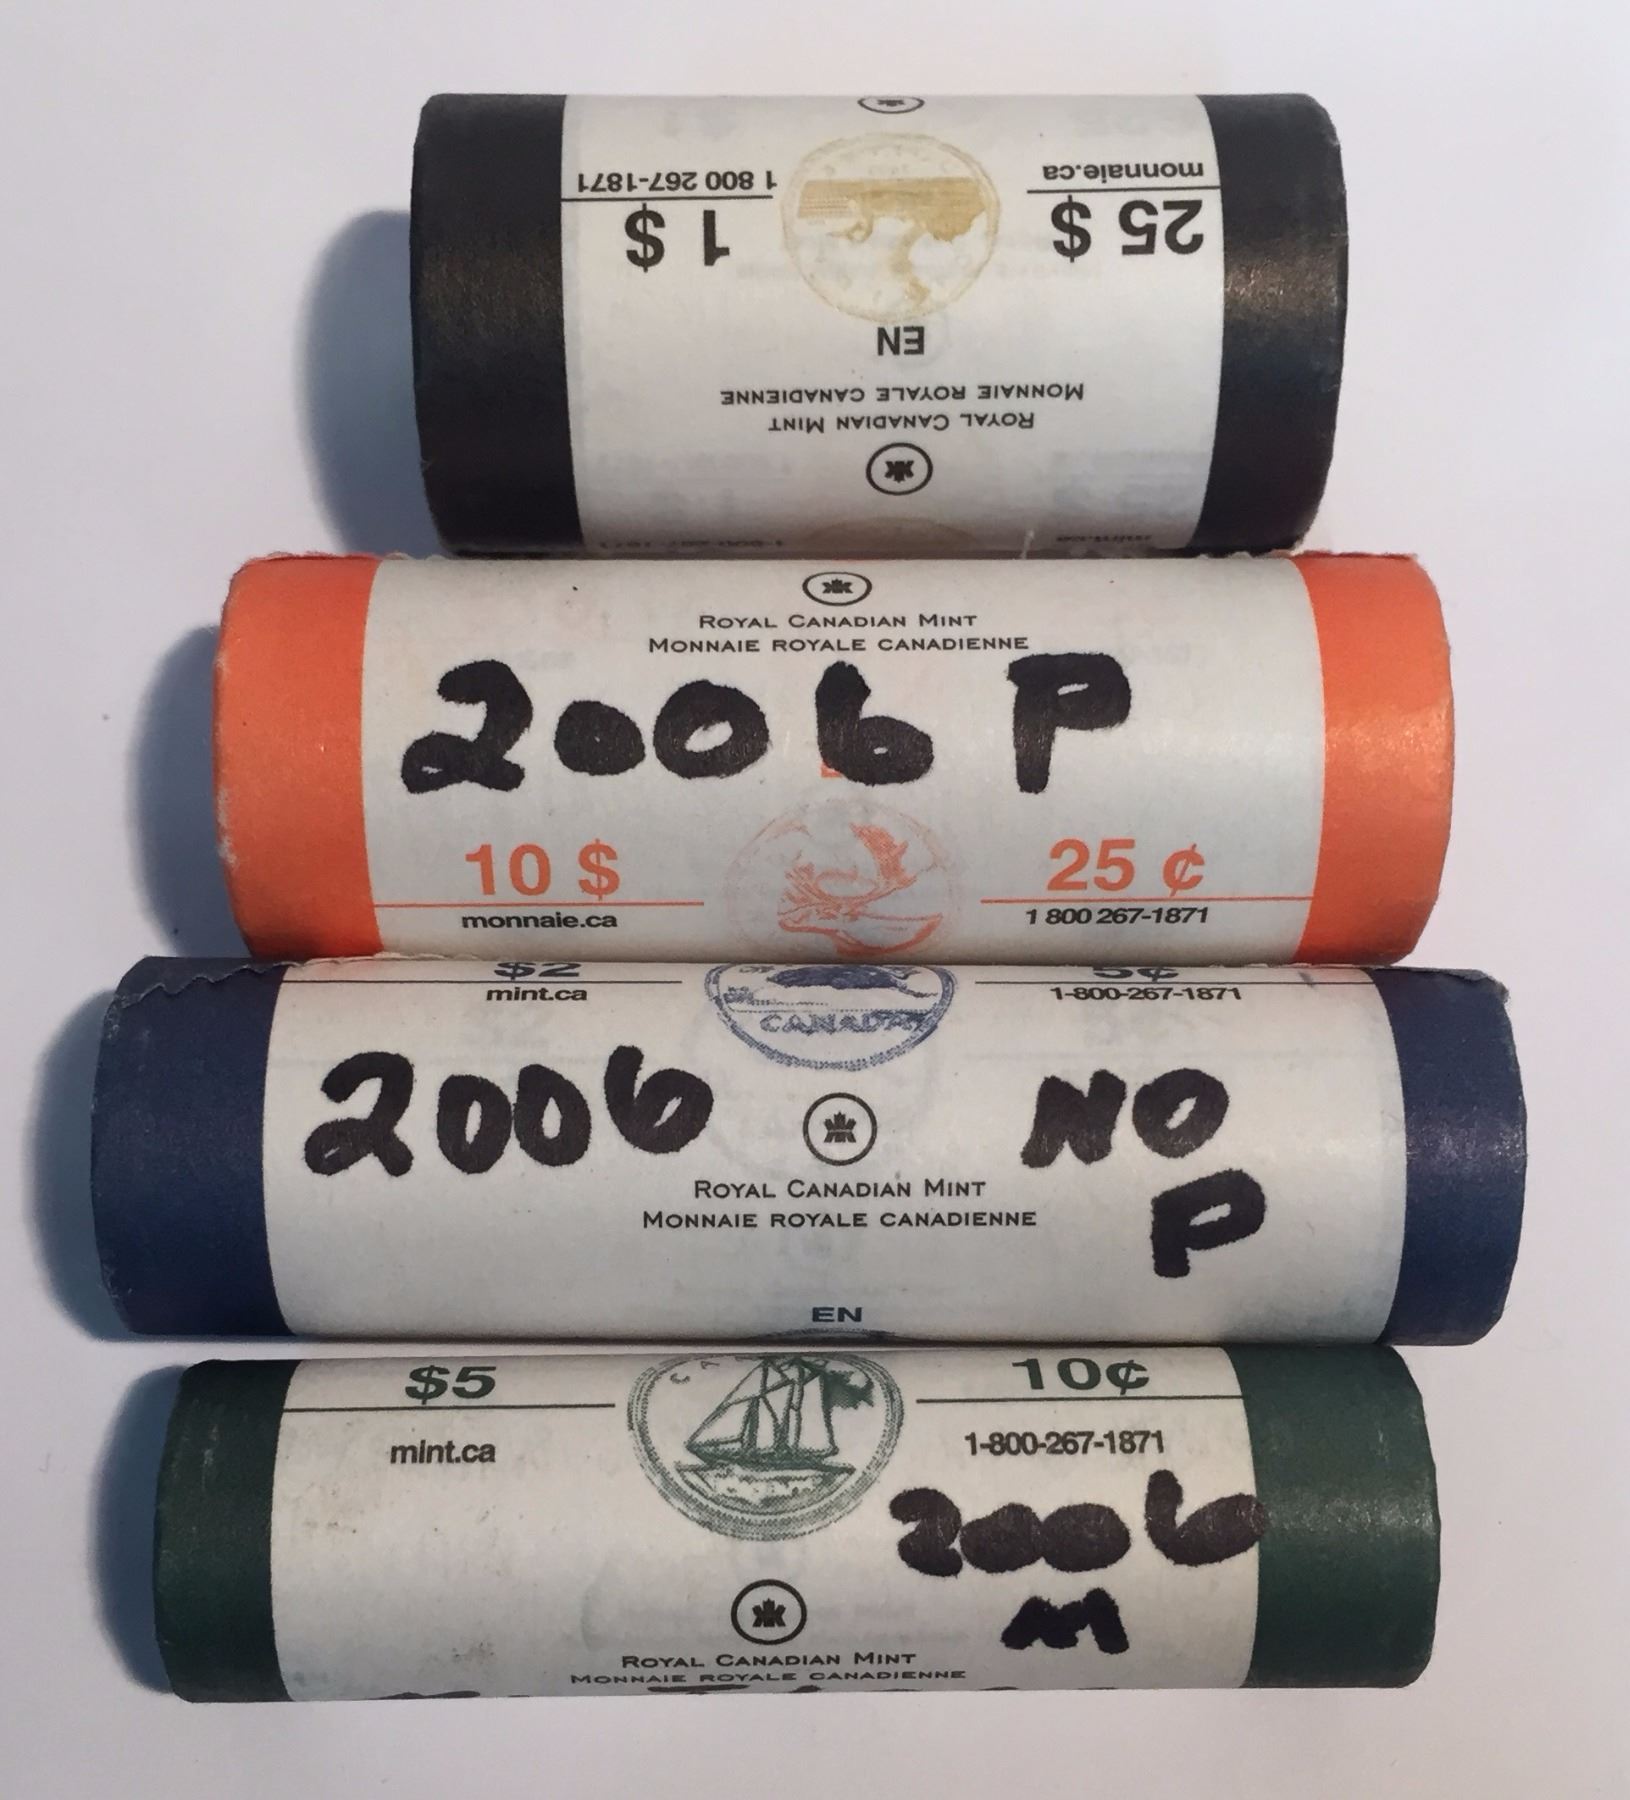 1 800 267-1871
monnaie.ca
1 $
25 $
EN
MONNAIE ROYALE CANADIENNE
ROYAL CANADIAN MINT
ROYAL CANADIAN MINT
MONNAIE ROYALE CANADIENNE
2006 P
10 $
25 ¢
monnaie.ca
1 800 267-1871
$2
5¢
mint.ca
1-800-267-1871
CANADA
2006 NO
P
ROYAL CANADIAN MINT
MONNAIE ROYALE CANADIENNE
EN
$5
10¢
mint.ca
1-800-267-1871
2006
M
ROYAL CANADIAN MINT
MONNAIE ROYALE CANADIENNE